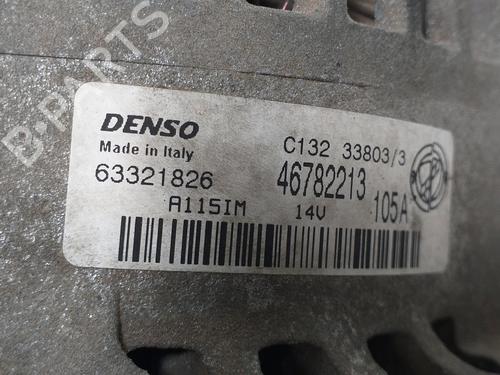 B-PARTS
DENSO
Made in Italy
63321826
A115IM
C132 33803/3
46782213
14V 105A